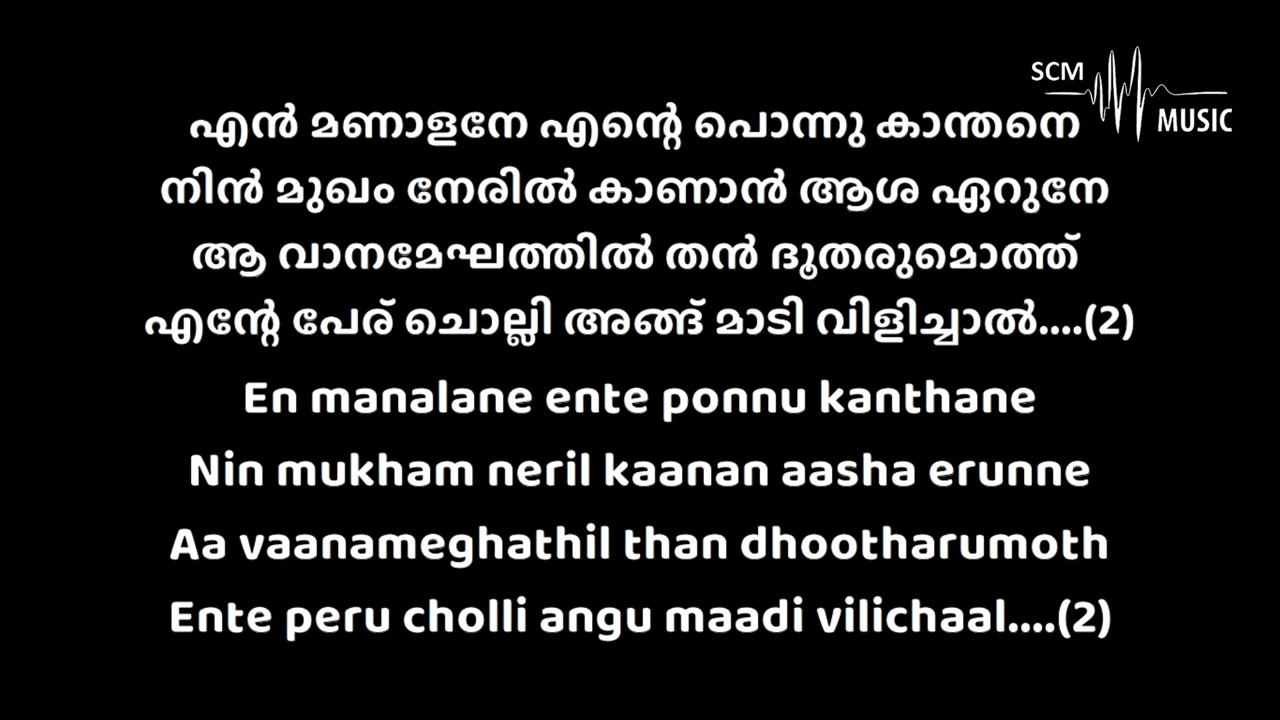 SCM
MUSIC
എൻ മണാളനേ എന്റെ പൊന്നു കാന്തനെ
നിൻ മുഖം നേരിൽ കാണാൻ ആശ ഏറുനേ
ആ വാനമേഘത്തിൽ തൻ ദൂതരുമൊത്ത്
എന്റേ പേര് ചൊല്ലി അങ്ങ് മാടി വിളിച്ചാൽ....(2)
En manalane ente ponnu kanthane
Nin mukham neril kaanan aasha erunne
Aa vaanameghathil than dhootharumoth
Ente peru cholli angu maadi vilichaal....(2)